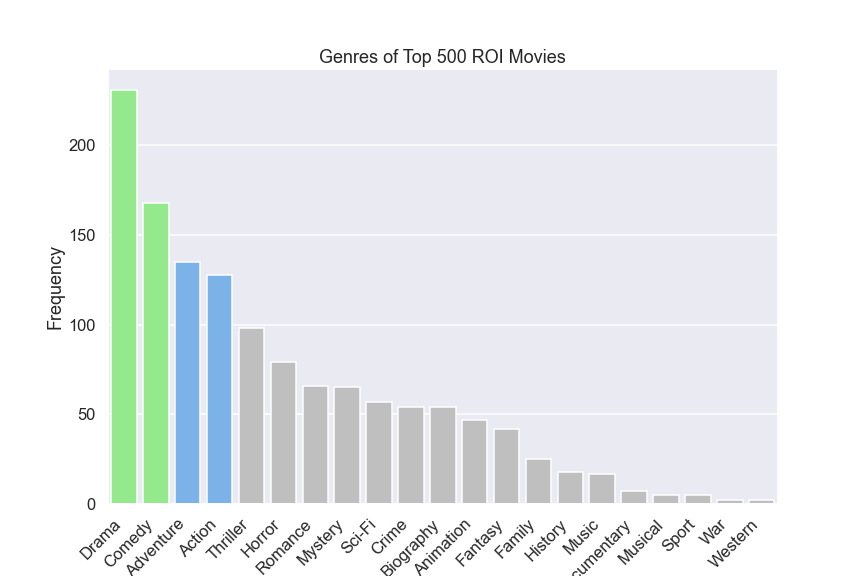 Genres of Top 500 ROI Movies
Frequency
200
150
100
50
0
Drama
Comedy
Adventure
Action
Thriller
Horror
Romance
Mystery
Sci-Fi
Crime
Biography
Animation
Fantasy
Family
History
Music
cumentary
Musical
Sport
War
Western